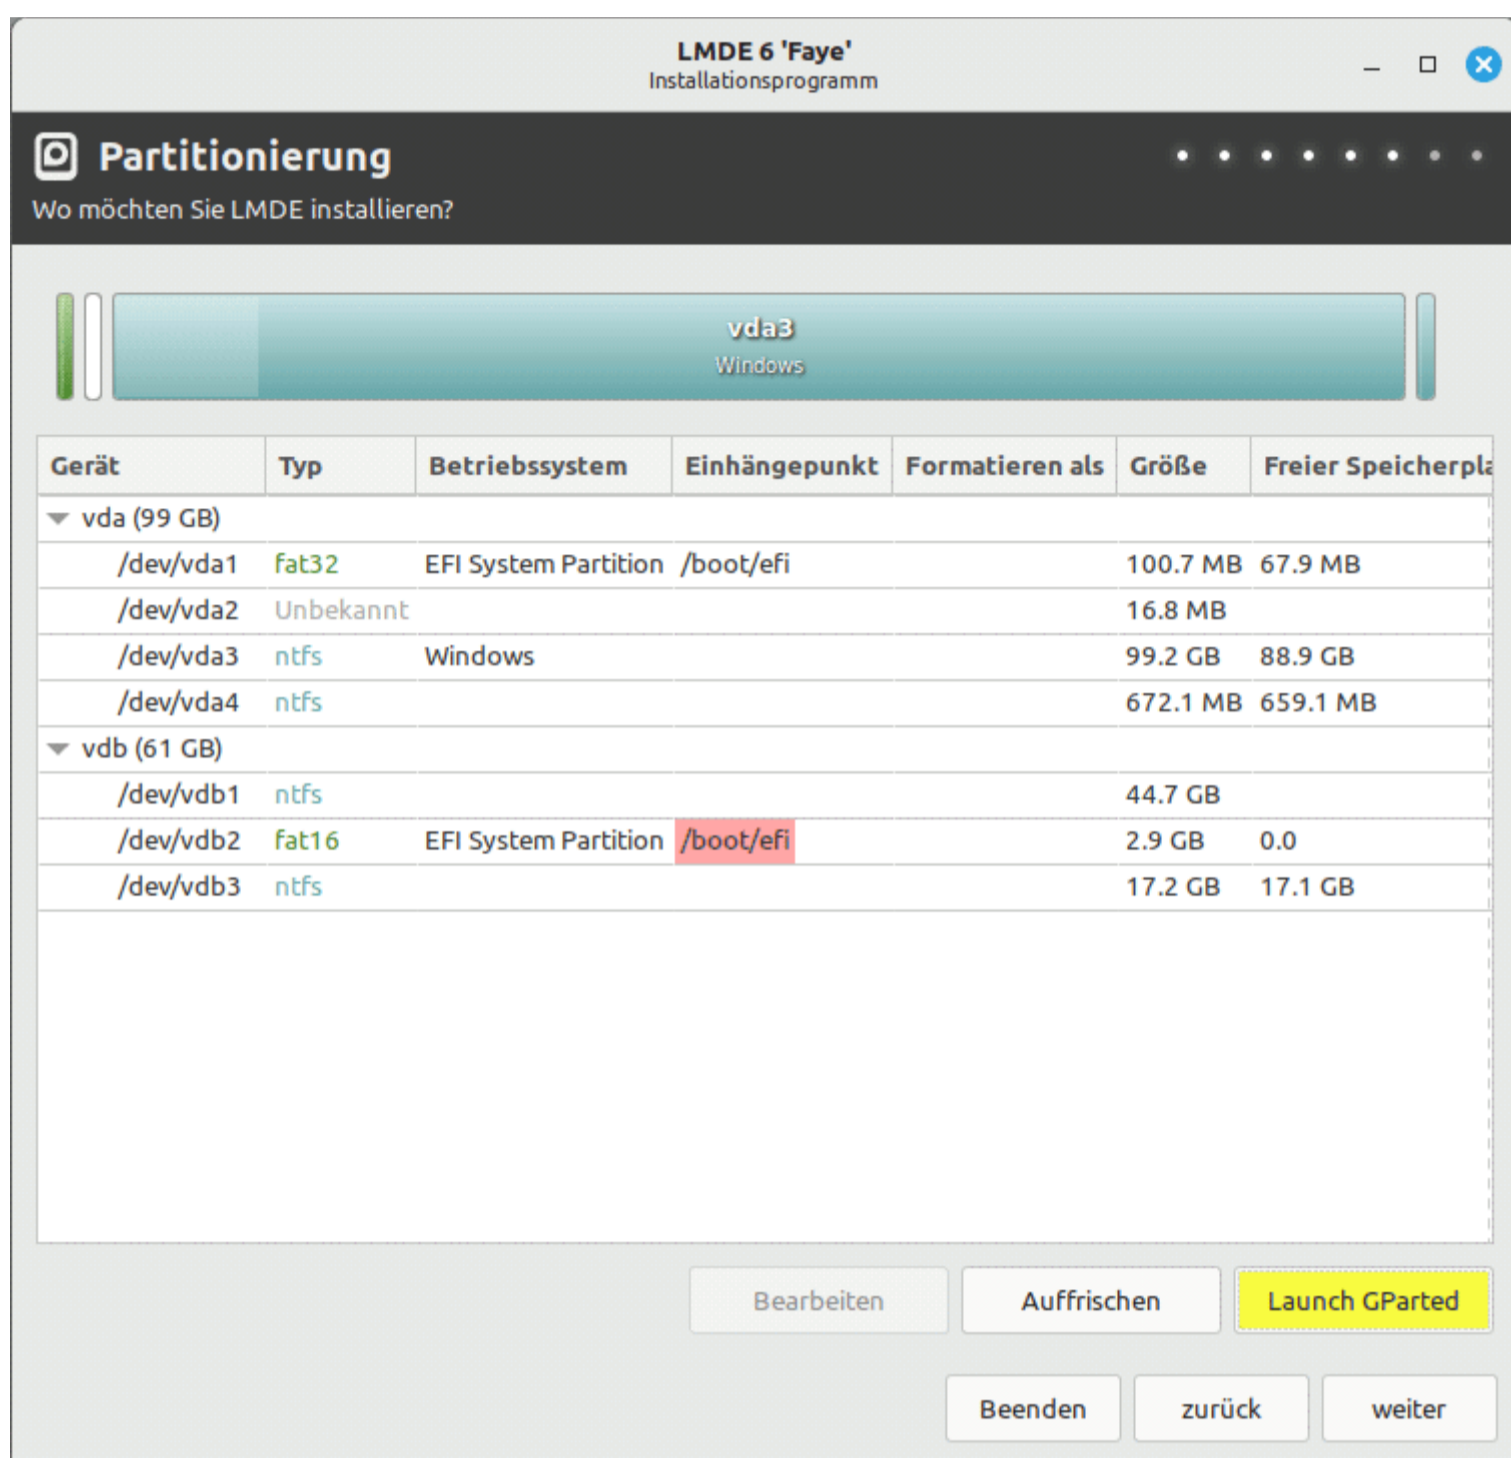 LMDE 6 'Faye'
Installationsprogramm
Partitionierung
Wo möchten Sie LMDE installieren?
vda3
Windows
Gerät Typ Betriebssystem Einhängepunkt Formatieren als Größe Freier Speicherpla
vda (99 GB)
/dev/vda1 fat32 EFI System Partition /boot/efi 100.7 MB 67.9 MB
/dev/vda2 Unbekannt 16.8 MB
/dev/vda3 ntfs Windows 99.2 GB 88.9 GB
/dev/vda4 ntfs 672.1 MB 659.1 MB
vdb (61 GB)
/dev/vdb1 ntfs 44.7 GB
/dev/vdb2 fat16 EFI System Partition /boot/efi 2.9 GB 0.0
/dev/vdb3 ntfs 17.2 GB 17.1 GB
Bearbeiten Auffrischen Launch GParted
Beenden zurück weiter